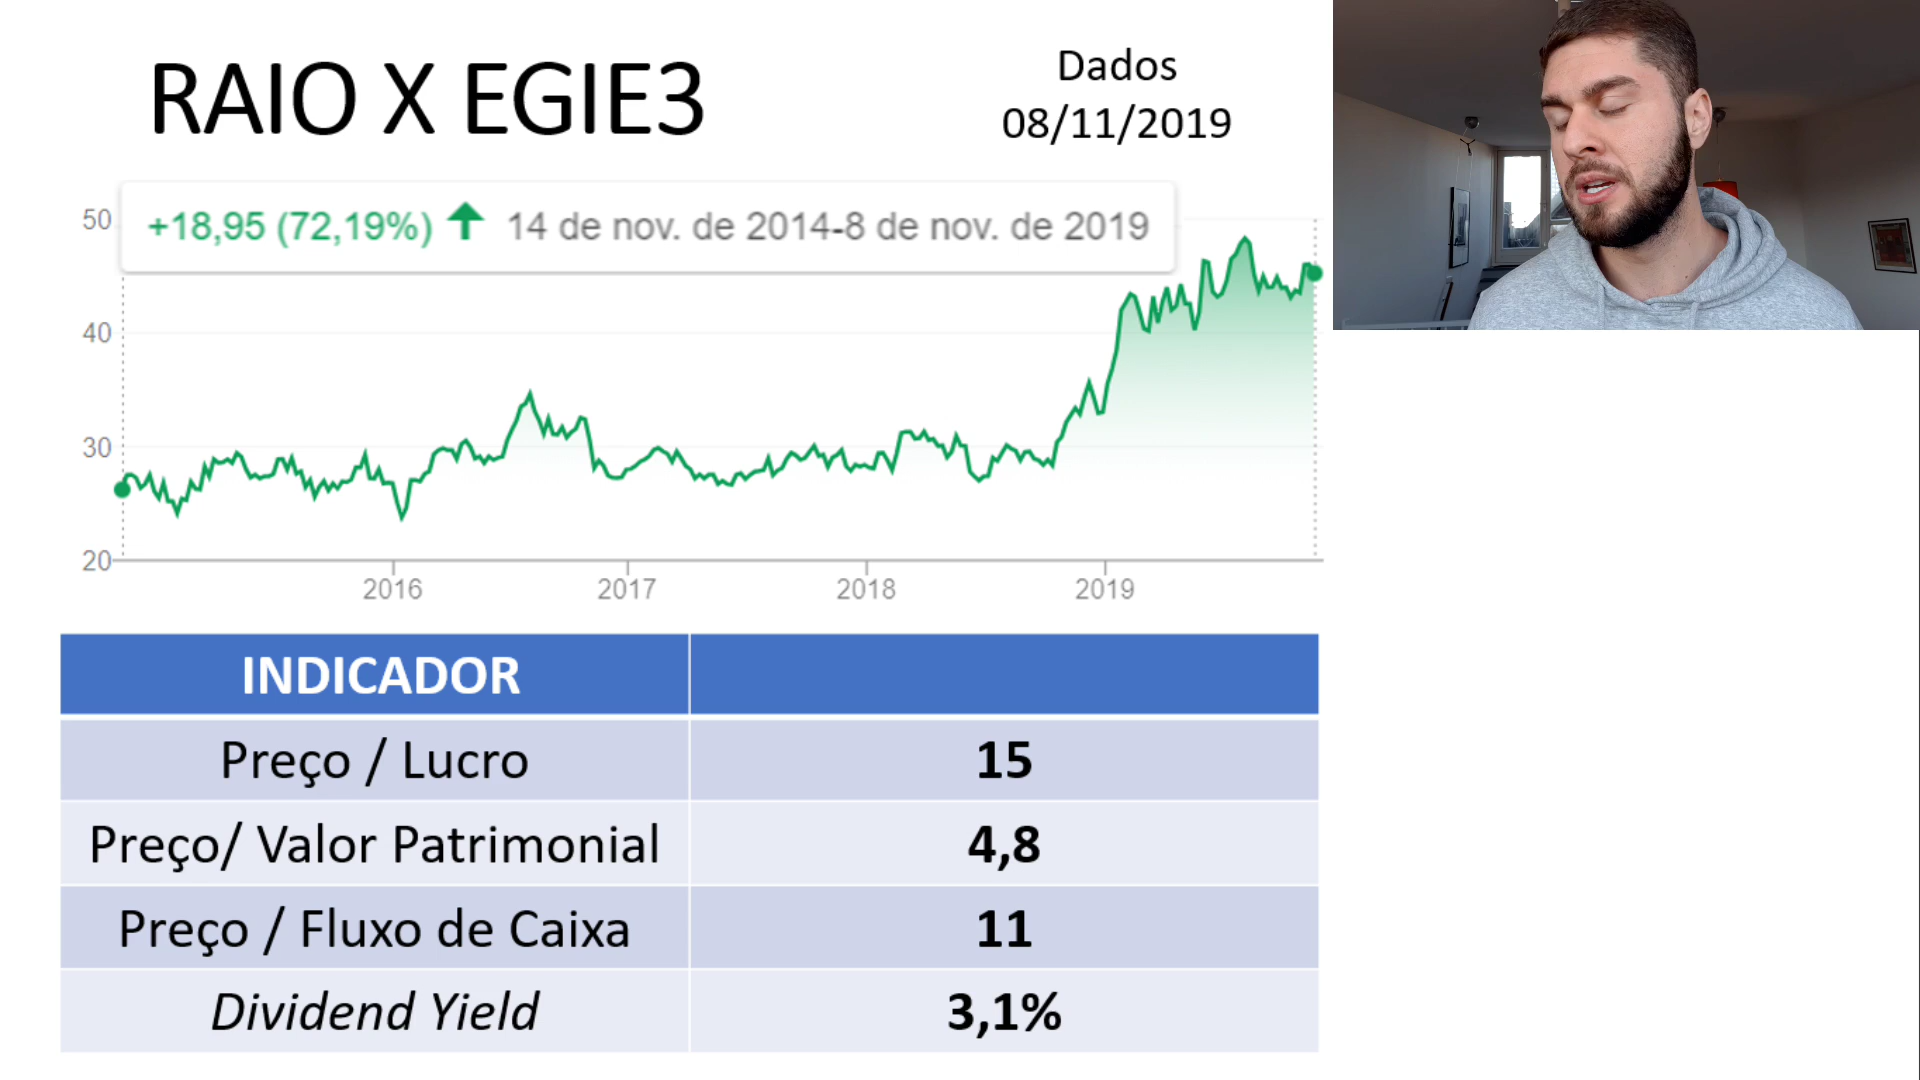 RAIO X EGIE3
Dados
08/11/2019
+18,95 (72,19%) 14 de nov. de 2014-8 de nov. de 2019
50
40
30
20
2016 2017 2018 2019
INDICADOR
Preço / Lucro 15
Preço/ Valor Patrimonial 4,8
Preço / Fluxo de Caixa 11
Dividend Yield 3,1%